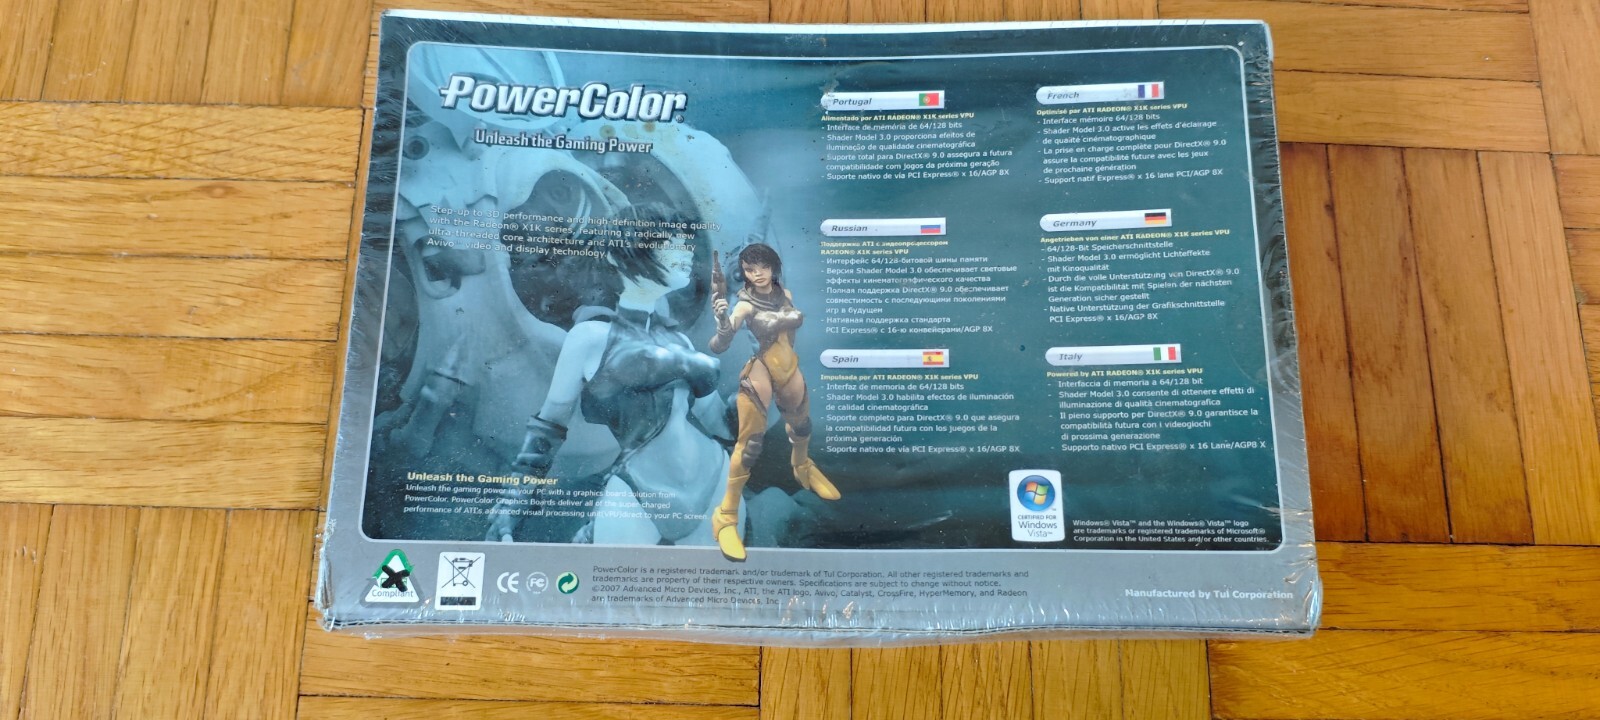 PowerColor®
Unleash the Gaming Power
Step-up to 3D performance and high-definition image quality
with the Radeon® X1K series, featuring a radically new
ultra-threaded core architecture and ATI's evolutionary
Avivo™ video and display technology.
Unleash the Gaming Power
Unleash the gaming power in your PC with a graphics board solution from
PowerColor. PowerColor Graphics Boards deliver all of the super-charged
performance of ATI's advanced visual processing unit(VPU)direct to your PC screen.
Portugal
Alimentado por ATI RADEON® X1K series VPU
- Interface de memória de 64/128 bits
- Shader Model 3.0 proporciona efeitos de
iluminação de qualidade cinematográfica
- Suporte total para DirectX® 9.0 assegura a futura
compatibilidade com jogos da próxima geração
- Suporte nativo de via PCI Express® x 16/AGP 8X
French
Optimisé par ATI RADEON® X1K series VPU
- Interface mémoire 64/128 bits
- Shader Model 3.0 active les effets d'éclairage
de qualité cinématographique
- La prise en charge complète pour DirectX® 9.0
assure la compatibilité future avec les jeux
de prochaine génération
- Support natif Express® x 16 lane PCI/AGP 8X
Russian
Поддержка ATI с видеопроцессором
RADEON® X1K series VPU
- Интерфейс 64/128-битовой шины памяти
- Версия Shader Model 3.0 обеспечивает световые
эффекты кинематографического качества
- Полная поддержка DirectX® 9.0 обеспечивает
совместимость с последующими поколениями
игр в будущем
- Нативная поддержка стандарта
PCI Express® с 16-ю конвейерами/AGP 8X
Germany
Angetrieben von einer ATI RADEON® X1K series VPU
- 64/128-Bit Speicherschnittstelle
- Shader Model 3.0 ermöglicht Lichteffekte
mit Kinoqualität
- Durch die volle Unterstützung von DirectX® 9.0
ist die Kompatibilität mit Spielen der nächsten
Generation sicher gestellt
- Native Unterstützung der Grafikschnittstelle
PCI Express® x 16/AGP 8X
Spain
Impulsada por ATI RADEON® X1K series VPU
- Interfaz de memoria de 64/128 bits
- Shader Model 3.0 habilita efectos de iluminación
de calidad cinematográfica
- Soporte completo para DirectX® 9.0 que asegura
la compatibilidad futura con los juegos de la
próxima generación
- Soporte nativo de vía PCI Express® x 16/AGP 8X
Italy
Powered by ATI RADEON® X1K series VPU
- Interfaccia di memoria a 64/128 bit
- Shader Model 3.0 consente di ottenere effetti di
illuminazione di qualità cinematografica
- Il pieno supporto per DirectX® 9.0 garantisce la
compatibilità futura con i videogiochi
di prossima generazione
- Supporto nativo PCI Express® x 16 Lane/AGP8 X
CERTIFIED FOR
Windows
Vista™
Windows® Vista™ and the Windows® Vista™ logo
are trademarks or registered trademarks of Microsoft®
Corporation in the United States and/or other countries.
Compliant
CE FC
PowerColor is a registered trademark and/or trademark of Tul Corporation. All other registered trademarks and
trademarks are property of their respective owners. Specifications are subject to change without notice.
©2007 Advanced Micro Devices, Inc., ATI, the ATI logo, Avivo, Catalyst, CrossFire, HyperMemory, and Radeon
are trademarks of Advanced Micro Devices, Inc.
Manufactured by Tul Corporation